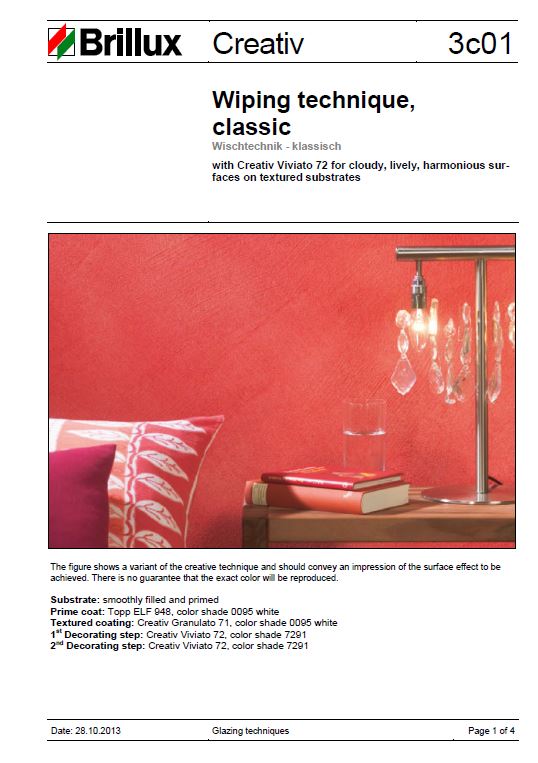 Brillux
Creativ
3c01
Wiping technique,
classic
Wischtechnik - klassisch
with Creativ Viviato 72 for cloudy, lively, harmonious sur-
faces on textured substrates
The figure shows a variant of the creative technique and should convey an impression of the surface effect to be
achieved. There is no guarantee that the exact color will be reproduced.
Substrate: smoothly filled and primed
Prime coat: Topp ELF 948, color shade 0095 white
Textured coating: Creativ Granulato 71, color shade 0095 white
1st Decorating step: Creativ Viviato 72, color shade 7291
2nd Decorating step: Creativ Viviato 72, color shade 7291
Date: 28.10.2013
Glazing techniques
Page 1 of 4